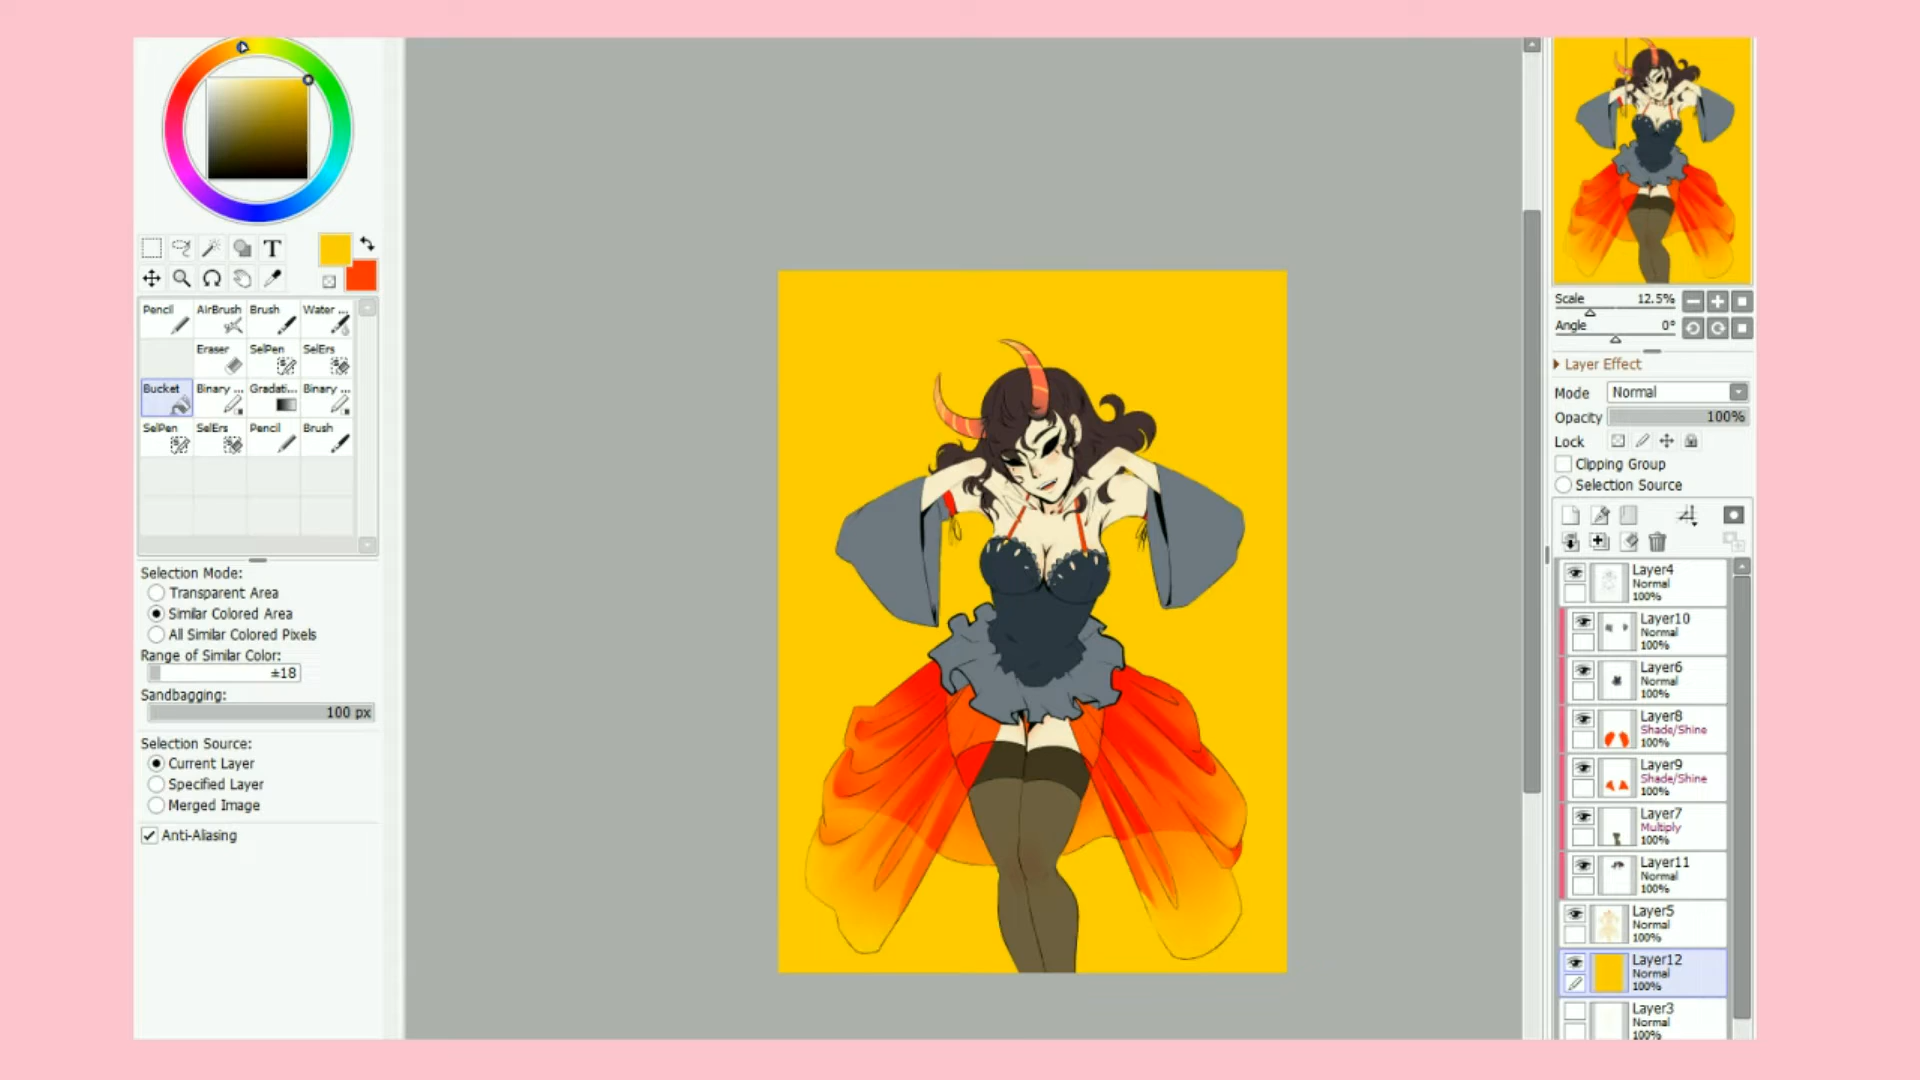 T
Pencil AirBrush Brush Water ...
Eraser SelPen SelErs
Bucket Binary ... Gradati... Binary ...
SelPen SelErs Pencil Brush
Selection Mode:
Transparent Area
Similar Colored Area
All Similar Colored Pixels
Range of Similar Color:
±18
Sandbagging:
100 px
Selection Source:
Current Layer
Specified Layer
Merged Image
Anti-Aliasing
Scale 12.5%
Angle 0°
Layer Effect
Mode Normal
Opacity 100%
Lock
Clipping Group
Selection Source
Layer4
Normal
100%
Layer10
Normal
100%
Layer6
Normal
100%
Layer8
Shade/Shine
100%
Layer9
Shade/Shine
100%
Layer7
Multiply
100%
Layer11
Normal
100%
Layer5
Normal
100%
Layer12
Normal
100%
Layer3
Normal
100%